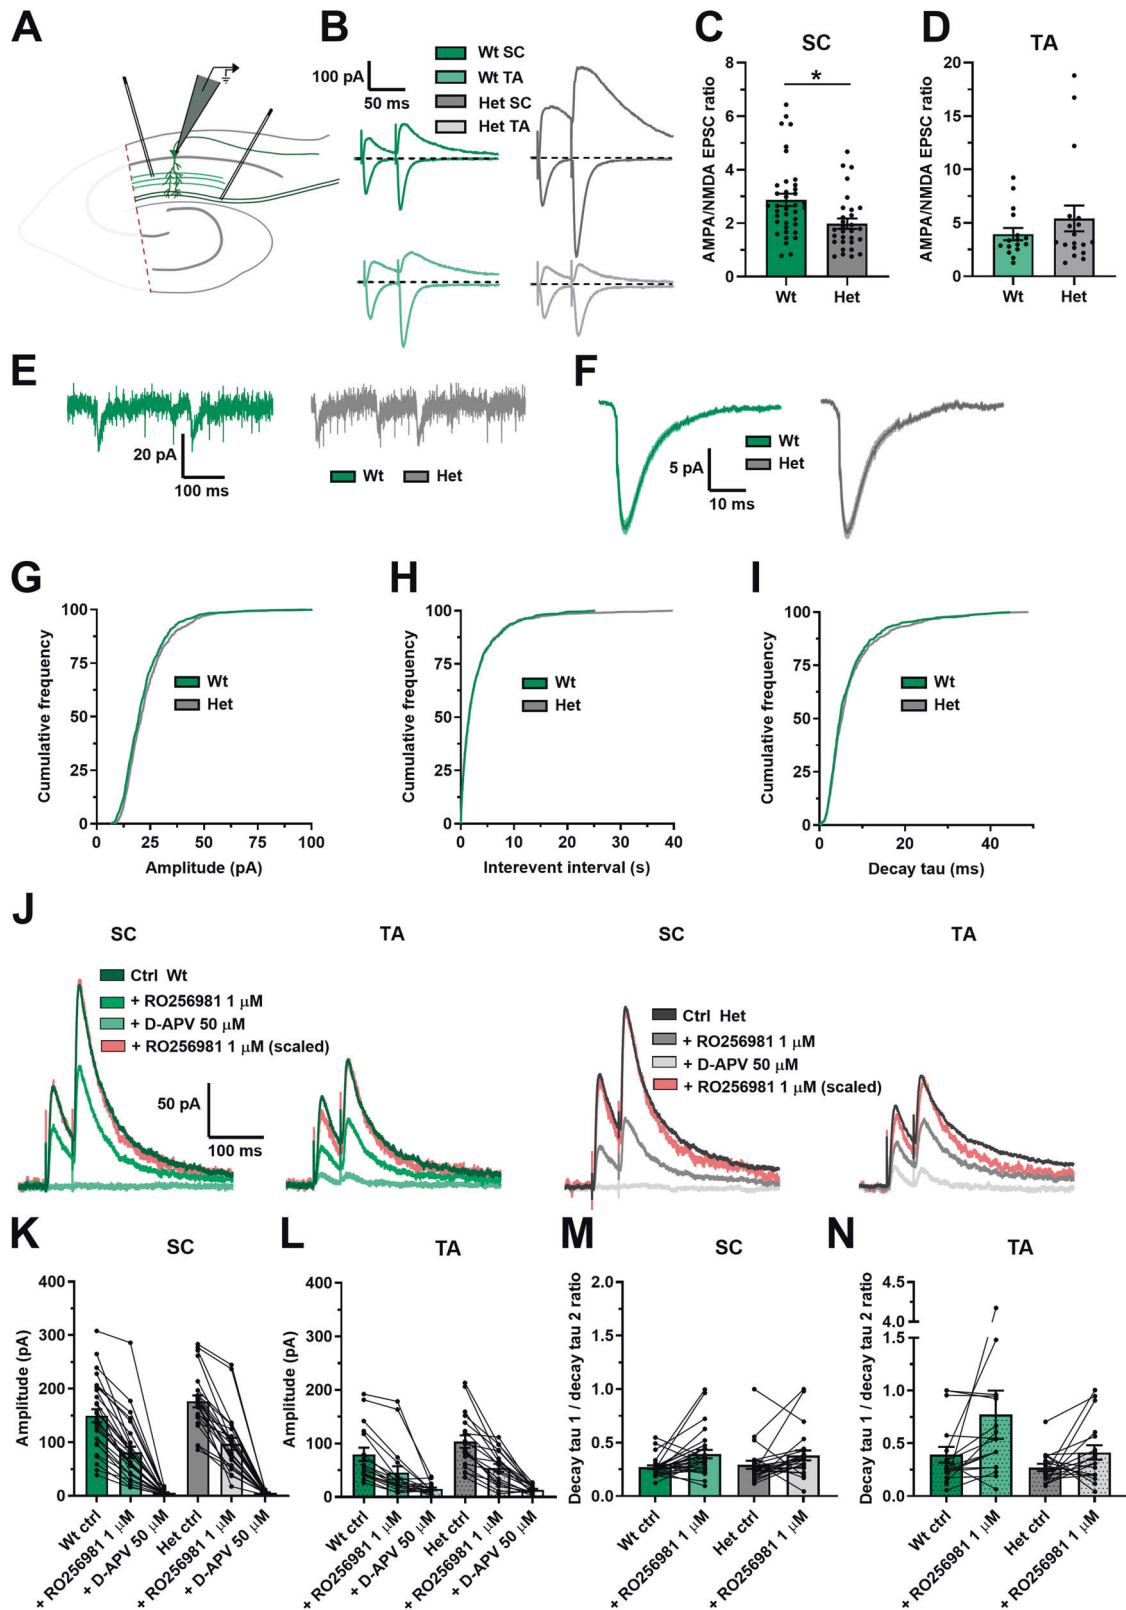 A
B
C
D
SC
TA
100 pA
50 ms
Wt SC
Wt TA
Het SC
Het TA
AMPA/NMDA EPSC ratio
8
6
4
2
0
*
Wt
Het
AMPA/NMDA EPSC ratio
20
15
10
5
0
Wt
Het
E
F
20 pA
100 ms
Wt
Het
5 pA
10 ms
Wt
Het
G
H
I
Cumulative frequency
100
75
50
25
0
Wt
Het
0 25 50 75 100
Amplitude (pA)
Cumulative frequency
100
75
50
25
0
Wt
Het
0 10 20 30 40
Interevent interval (s)
Cumulative frequency
100
75
50
25
0
Wt
Het
0 20 40
Decay tau (ms)
J
SC
TA
SC
TA
Ctrl Wt
+ RO256981 1 μM
+ D-APV 50 μM
+ RO256981 1 μM (scaled)
50 pA
100 ms
Ctrl Het
+ RO256981 1 μM
+ D-APV 50 μM
+ RO256981 1 μM (scaled)
K
SC
L
TA
M
SC
N
TA
Amplitude (pA)
400
300
200
100
0
Wt ctrl
+ RO256981 1 μM
+ D-APV 50 μM
Het ctrl
+ RO256981 1 μM
+ D-APV 50 μM
Amplitude (pA)
400
300
200
100
0
Wt ctrl
+ RO256981 1 μM
+ D-APV 50 μM
Het ctrl
+ RO256981 1 μM
+ D-APV 50 μM
Decay tau 1 / decay tau 2 ratio
2.0
1.5
1.0
0.5
0.0
Wt ctrl
+ RO256981 1 μM
Het ctrl
+ RO256981 1 μM
Decay tau 1 / decay tau 2 ratio
4.5
4.0
1.5
1.0
0.5
0.0
Wt ctrl
+ RO256981 1 μM
Het ctrl
+ RO256981 1 μM